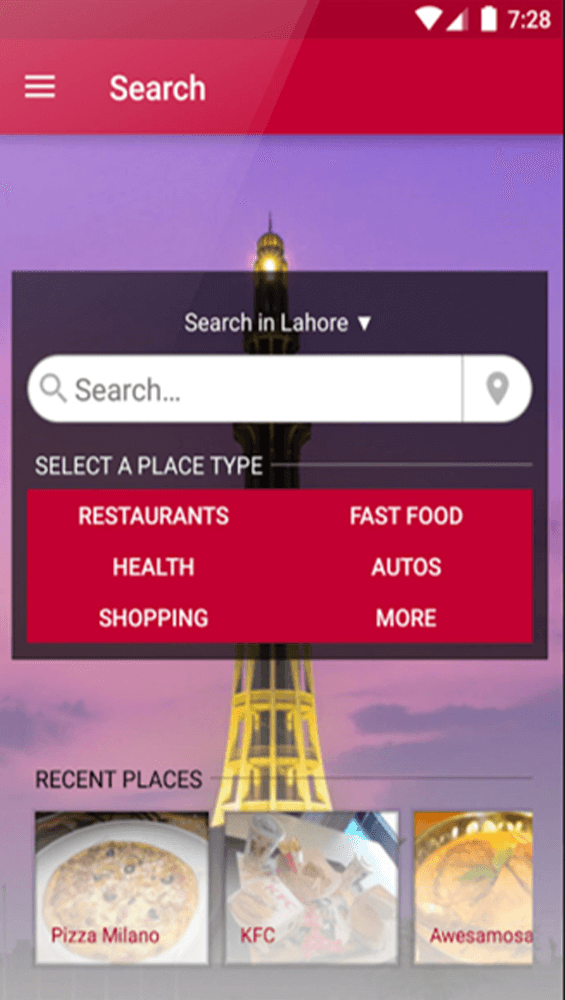 7:28
Search
Search in Lahore ▼
Search...
SELECT A PLACE TYPE
RESTAURANTS FAST FOOD
HEALTH AUTOS
SHOPPING MORE
RECENT PLACES
Pizza Milano KFC Awesamosa